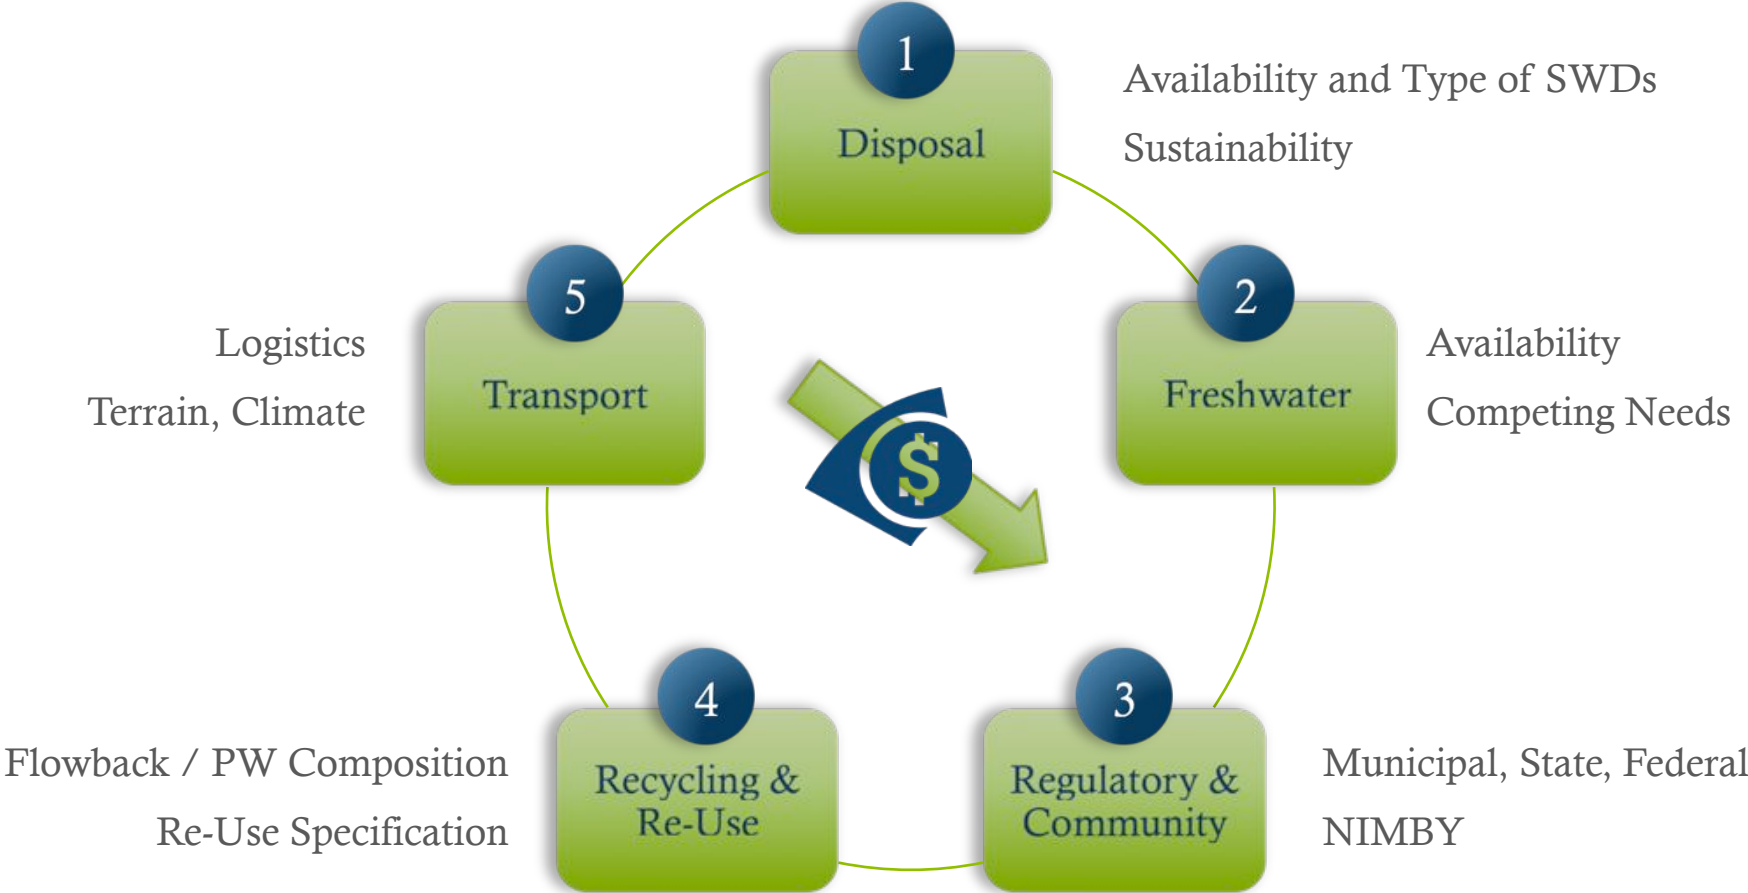 1
Disposal
Availability and Type of SWDs
Sustainability
2
Freshwater
Availability
Competing Needs
3
Regulatory &
Community
Municipal, State, Federal
NIMBY
4
Recycling &
Re-Use
Flowback / PW Composition
Re-Use Specification
5
Transport
Logistics
Terrain, Climate
$